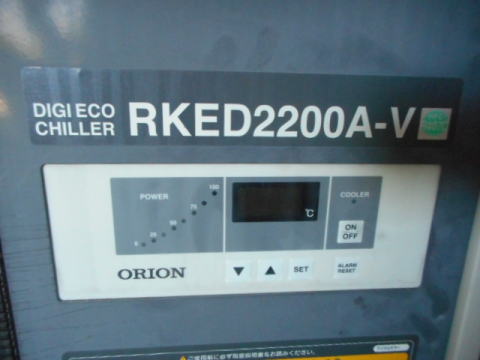 DIGI ECO
CHILLER
RKED2200A-V
POWER
0
25
50
75
100
℃
COOLER
ON
OFF
ORION
▼
▲
SET
ALARM
RESET